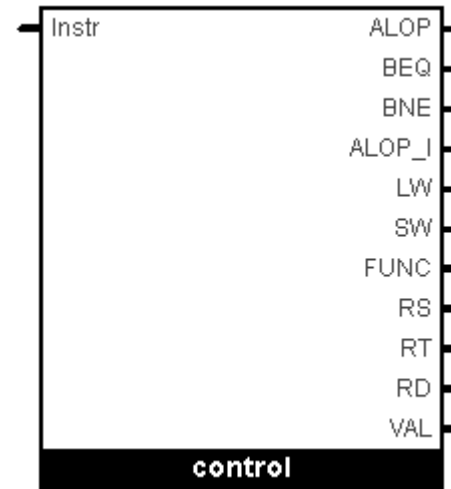 Instr ALOP
BEQ
BNE
ALOP_I
LW
SW
FUNC
RS
RT
RD
VAL
control